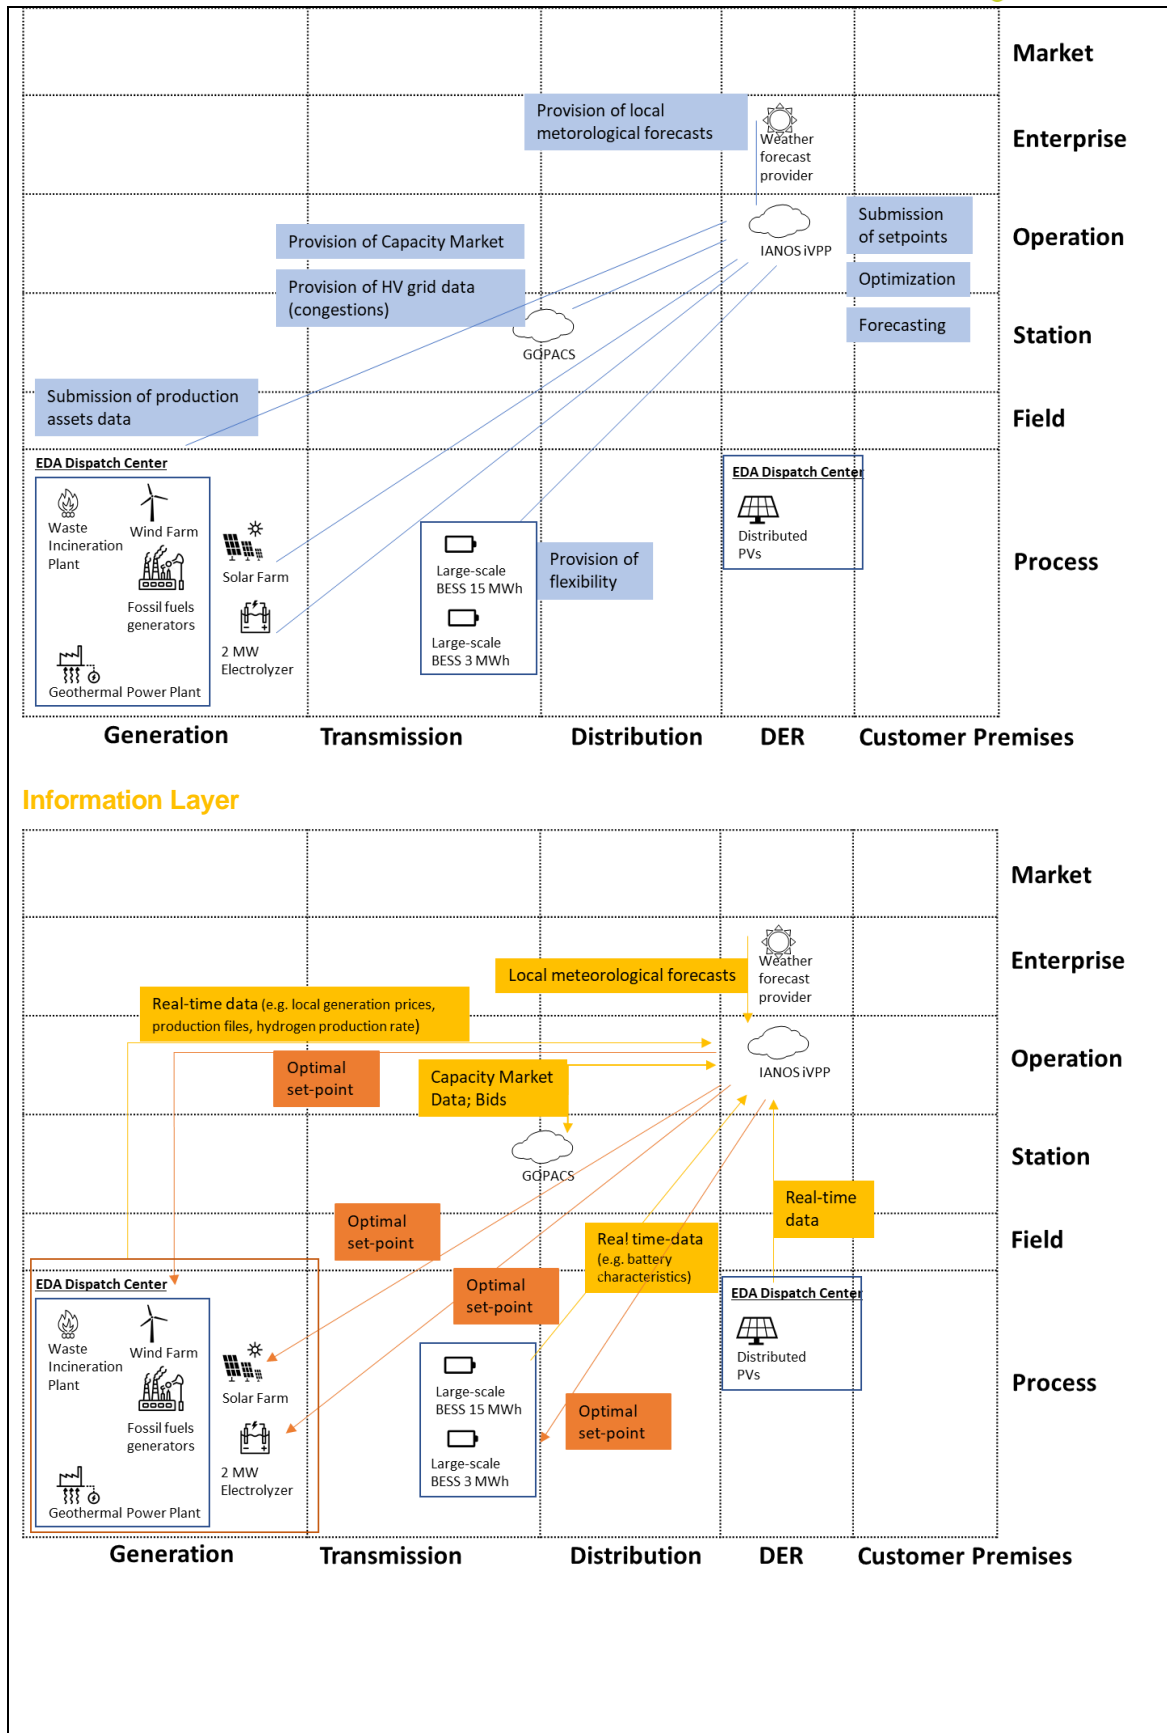 Market
Provision of local
metorological forecasts
Weather
forecast
provider
Enterprise
Provision of Capacity Market
IANOS iVPP
Submission
of setpoints
Operation
Provision of HV grid data
(congestions)
Optimization
GOPACS
Forecasting
Station
Submission of production
assets data
Field
EDA Dispatch Center
Waste
Incineration
Plant
Wind Farm
Fossil fuels
generators
Geothermal Power Plant
Solar Farm
2 MW
Electrolyzer
Large-scale
BESS 15 MWh
Large-scale
BESS 3 MWh
Provision of
flexibility
EDA Dispatch Center
Distributed
PVs
Process
Generation
Transmission
Distribution
DER
Customer Premises
Information Layer
Market
Local meteorological forecasts
Weather
forecast
provider
Enterprise
Real-time data (e.g. local generation prices,
production files, hydrogen production rate)
Optimal
set-point
Capacity Market
Data; Bids
IANOS iVPP
Operation
GOPACS
Station
Real-time
data
Optimal
set-point
Real time-data
(e.g. battery
characteristics)
Field
Optimal
set-point
EDA Dispatch Center
Waste
Incineration
Plant
Wind Farm
Fossil fuels
generators
Geothermal Power Plant
Solar Farm
2 MW
Electrolyzer
Large-scale
BESS 15 MWh
Large-scale
BESS 3 MWh
Optimal
set-point
EDA Dispatch Center
Distributed
PVs
Process
Generation
Transmission
Distribution
DER
Customer Premises